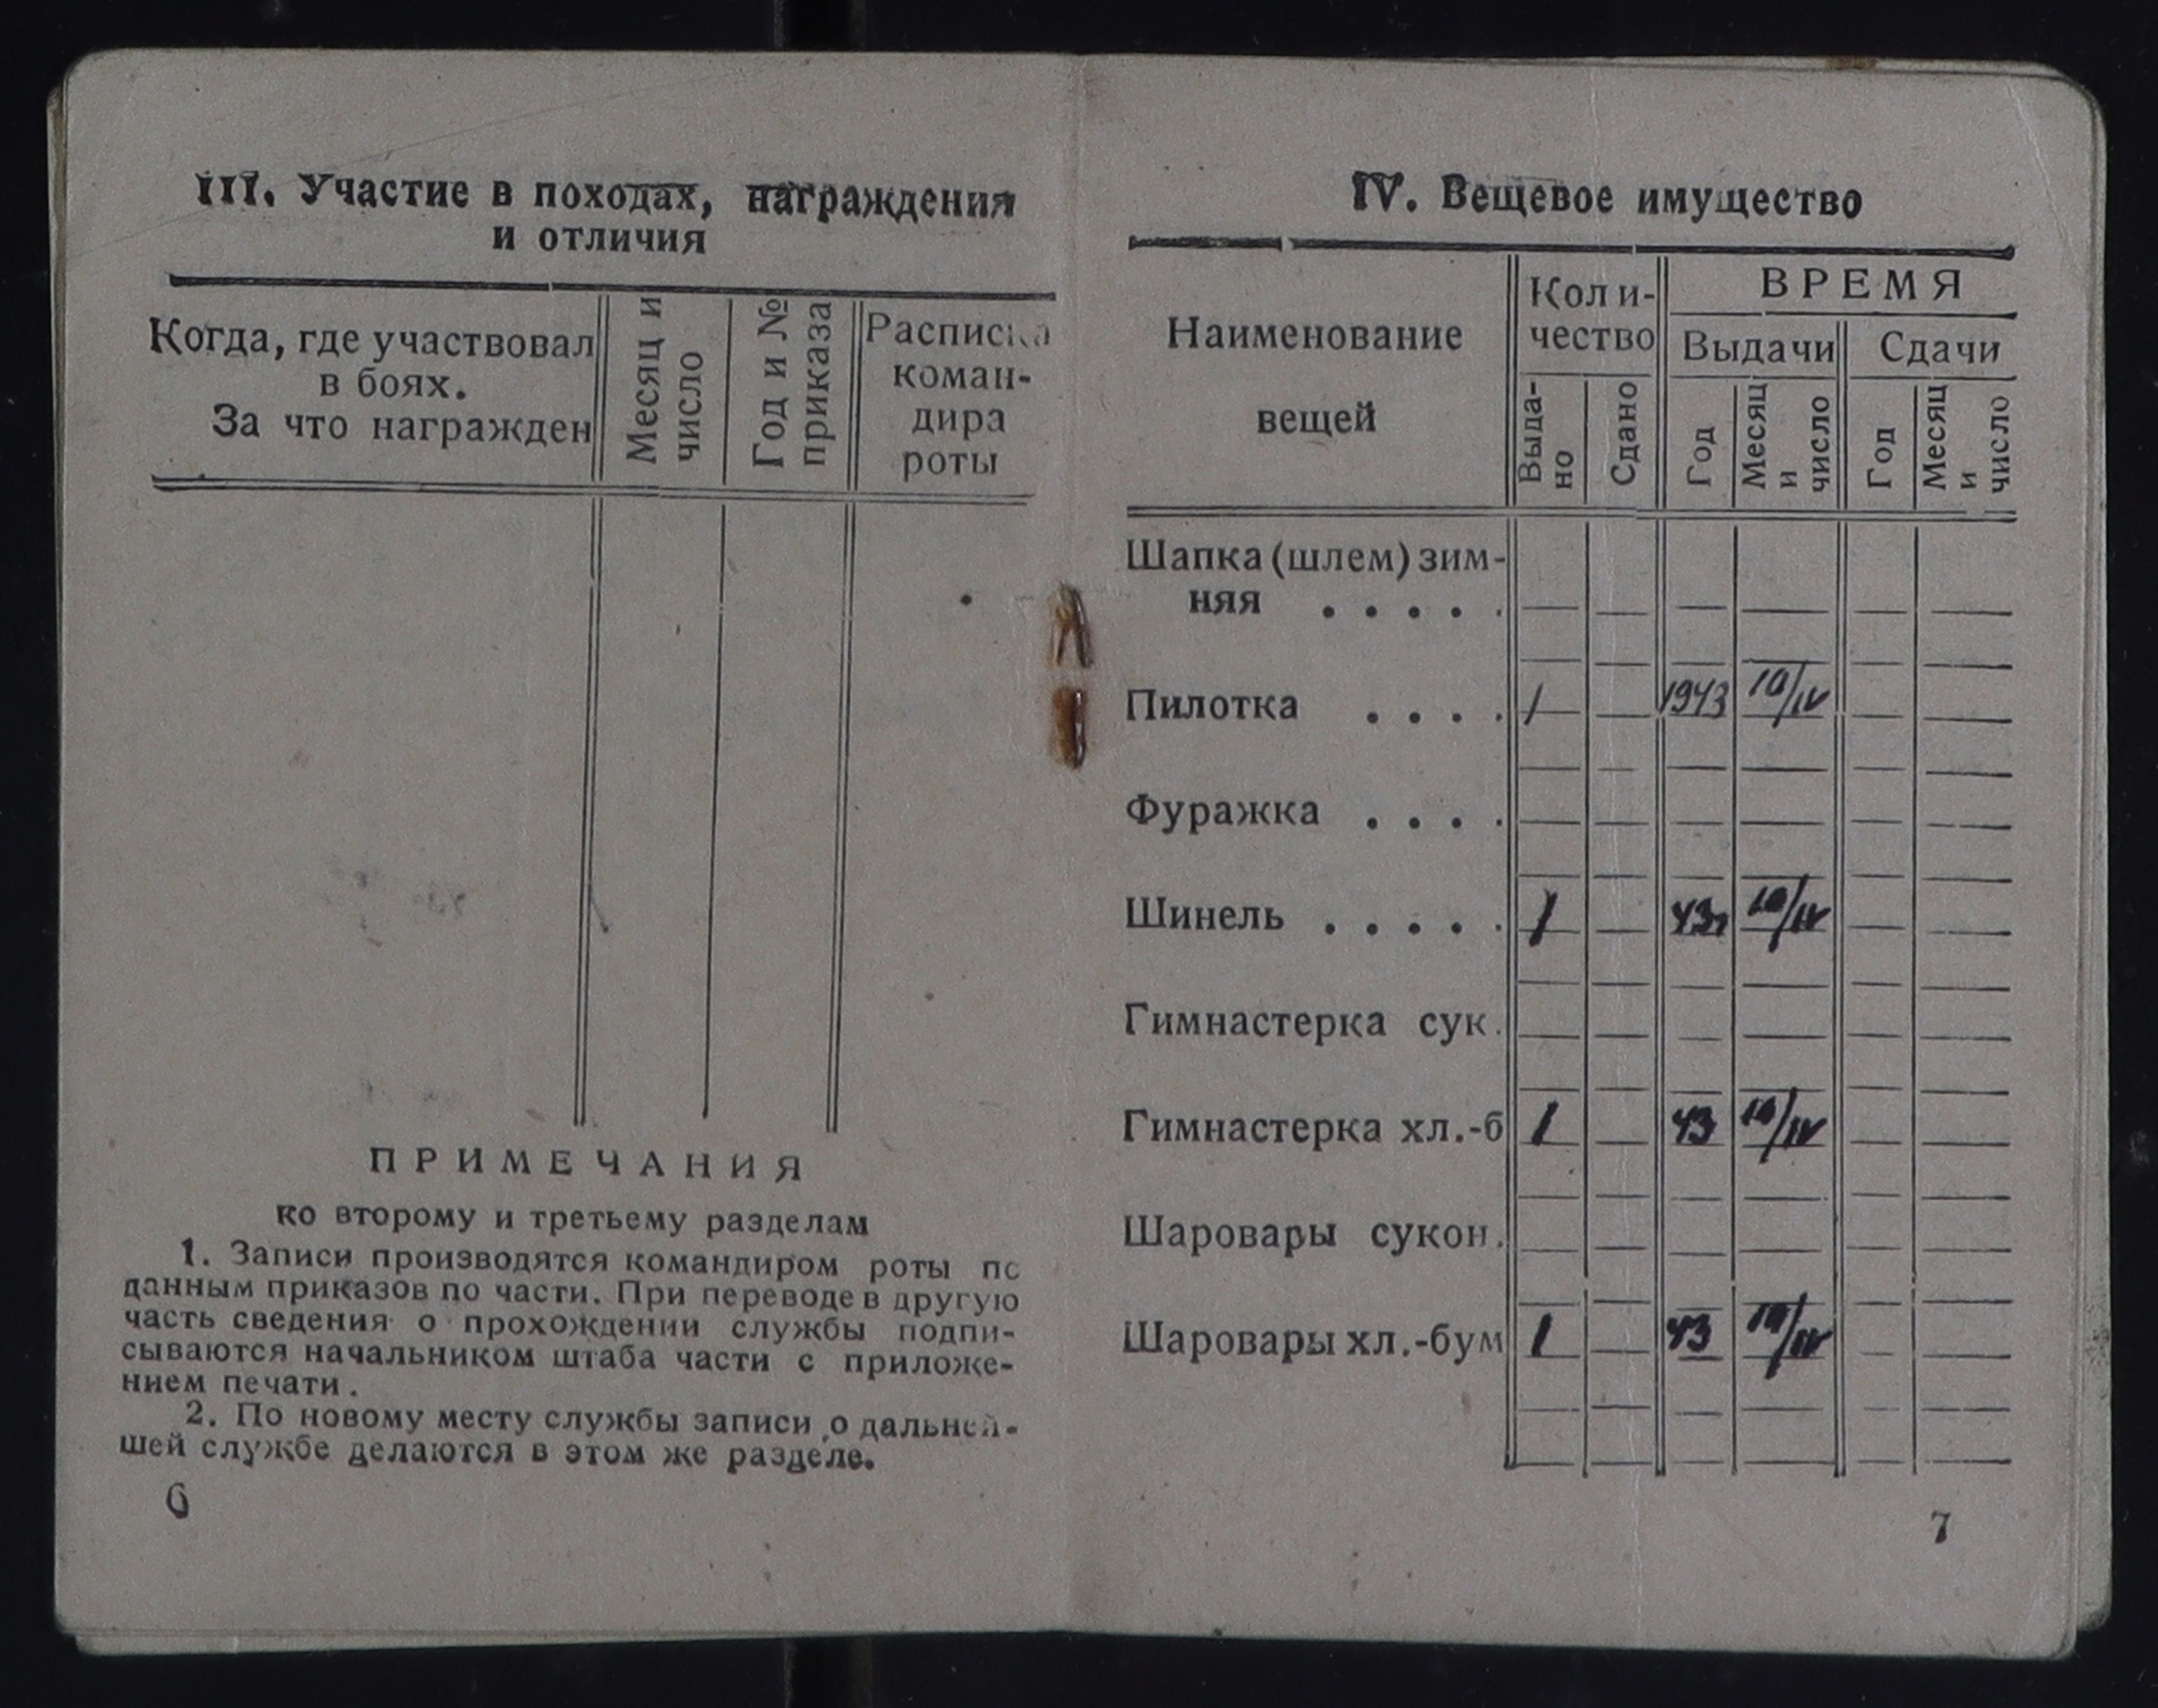 III. Участие в походах, награждения
и отличия
Когда, где участвовал
в боях.
За что награжден
Месяц и
число
Год и №
приказа
Расписка
коман-
дира
роты
ПРИМЕЧАНИЯ
ко второму и третьему разделам
1. Записи производятся командиром роты по
данным приказов по части. При переводе в другую
часть сведения о прохождении службы подпи-
сываются начальником штаба части с приложе-
нием печати.
2. По новому месту службы записи о дальней-
шей службе делаются в этом же разделе.
6
IV. Вещевое имущество
Наименование
вещей
Коли-
чество
ВРЕМЯ
Выдачи
Сдачи
Выда-
но
Сдано
Год
Месяц
и
число
Год
Месяц
и
число
Шапка (шлем) зим-
няя . . . . .
Пилотка . . . . 1 1943 10/IV
Фуражка . . . .
Шинель . . . . . 1 43г 10/IV
Гимнастерка сук.
Гимнастерка хл.-б 1 43 10/IV
Шаровары сукон.
Шаровары хл.-бум 1 43 10/IV
7